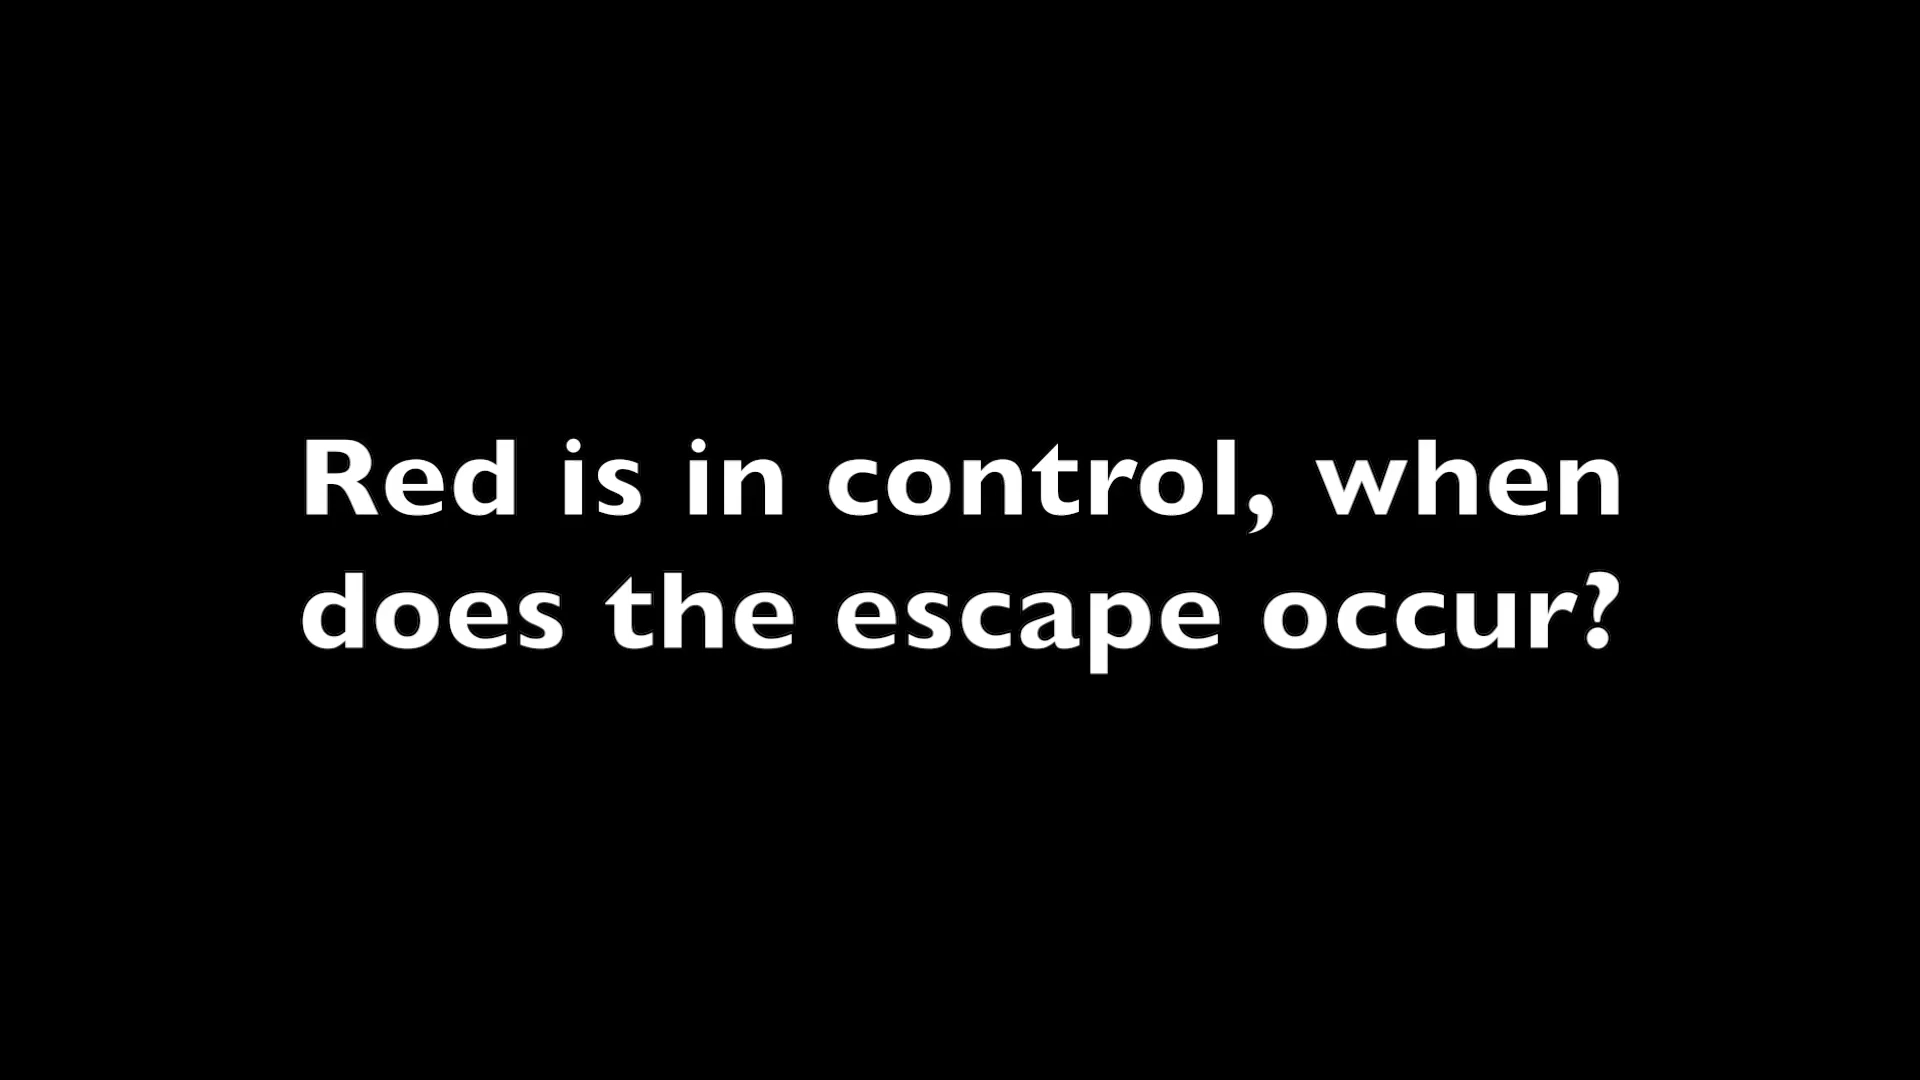 Red is in control, when
does the escape occur?